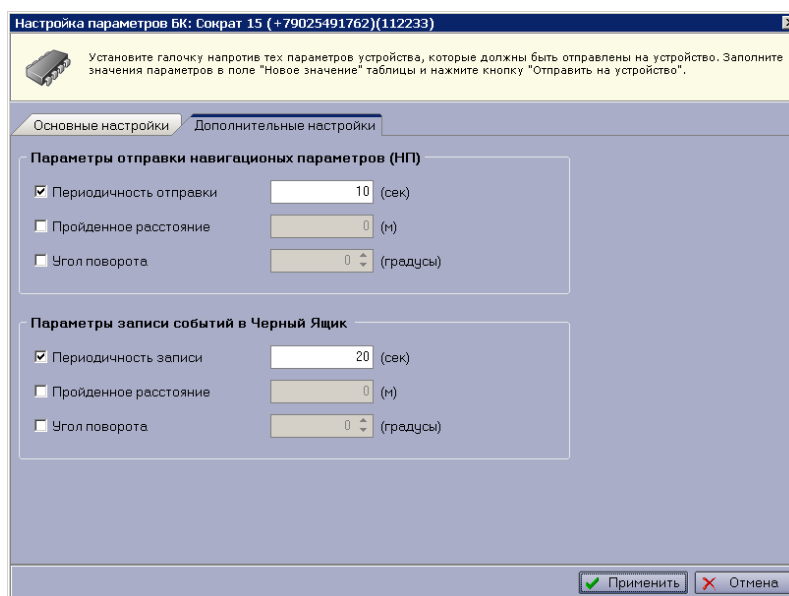 Настройка параметров БК: Сократ 15 (+79025491762)(112233)
Установите галочку напротив тех параметров устройства, которые должны быть отправлены на устройство. Заполните
значения параметров в поле "Новое значение" таблицы и нажмите кнопку "Отправить на устройство".
Основные настройки Дополнительные настройки
Параметры отправки навигационых параметров (НП)
Периодичность отправки 10 (сек)
Пройденное расстояние 0 (м)
Угол поворота 0 (градусы)
Параметры записи событий в Черный Ящик
Периодичность записи 20 (сек)
Пройденное расстояние 0 (м)
Угол поворота 0 (градусы)
Применить Отмена